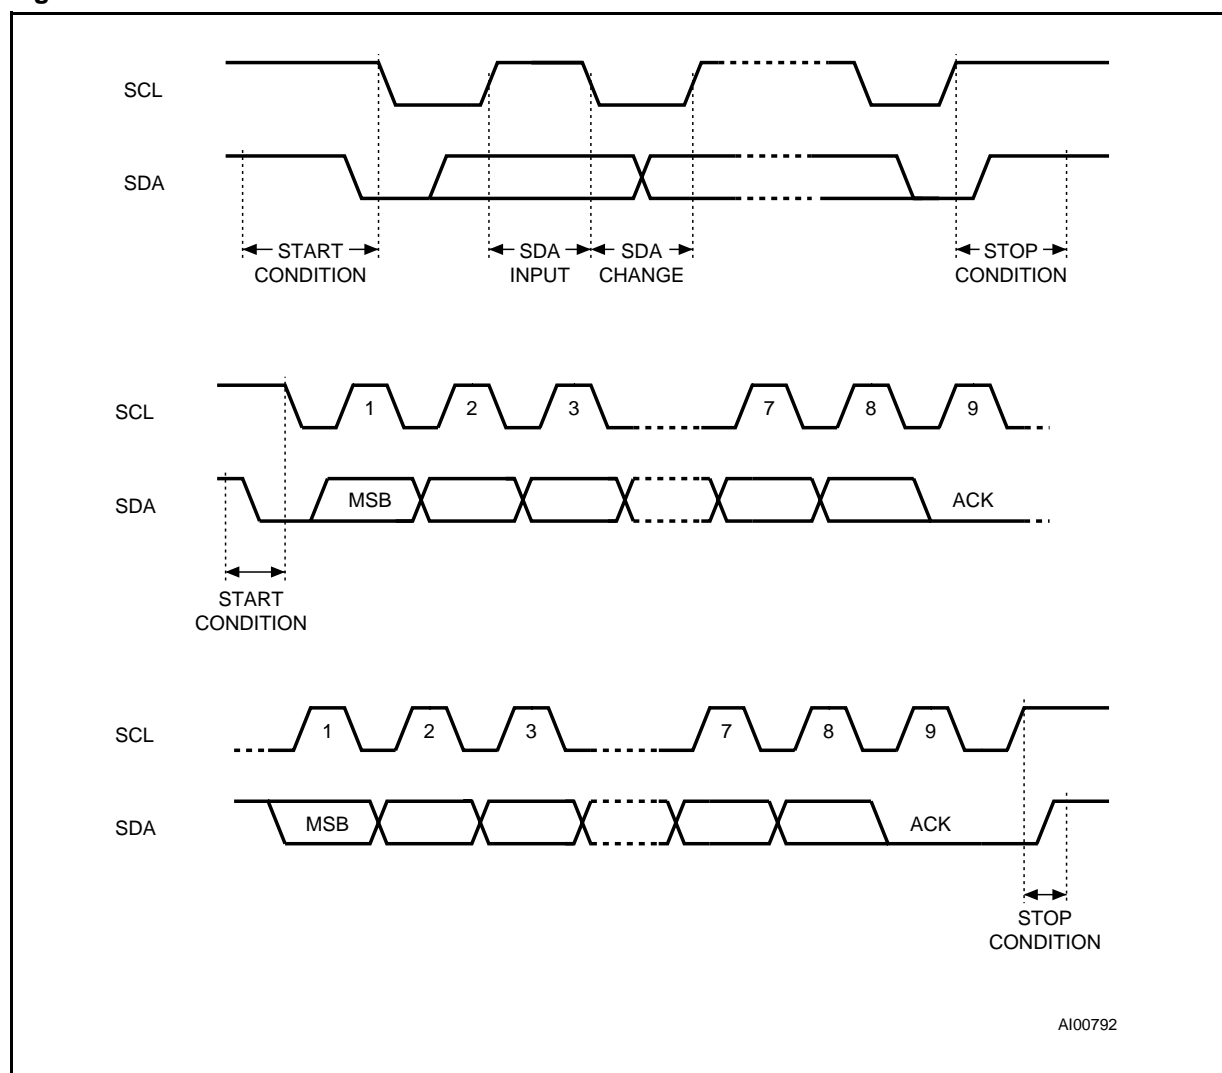 SCL
SDA
START CONDITION
SDA INPUT
SDA CHANGE
STOP CONDITION
SCL
1 2 3 7 8 9
SDA
MSB ACK
START CONDITION
SCL
1 2 3 7 8 9
SDA
MSB ACK
STOP CONDITION
AI00792